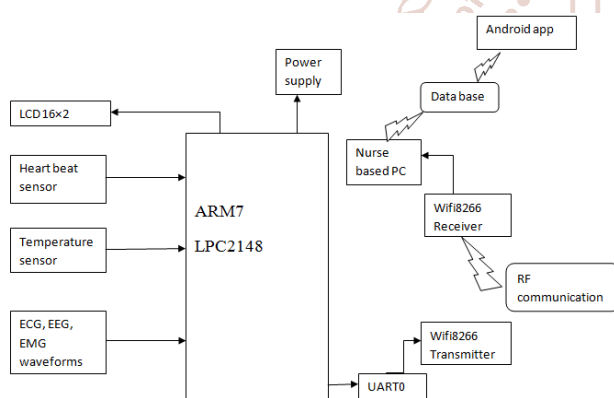 Android app
Power
supply
Data base
LCD16×2
Nurse
based PC
Heart beat
sensor
ARM7
LPC2148
Wifi8266
Receiver
Temperature
sensor
RF
communication
ECG, EEG,
EMG
waveforms
Wifi8266
Transmitter
UART0